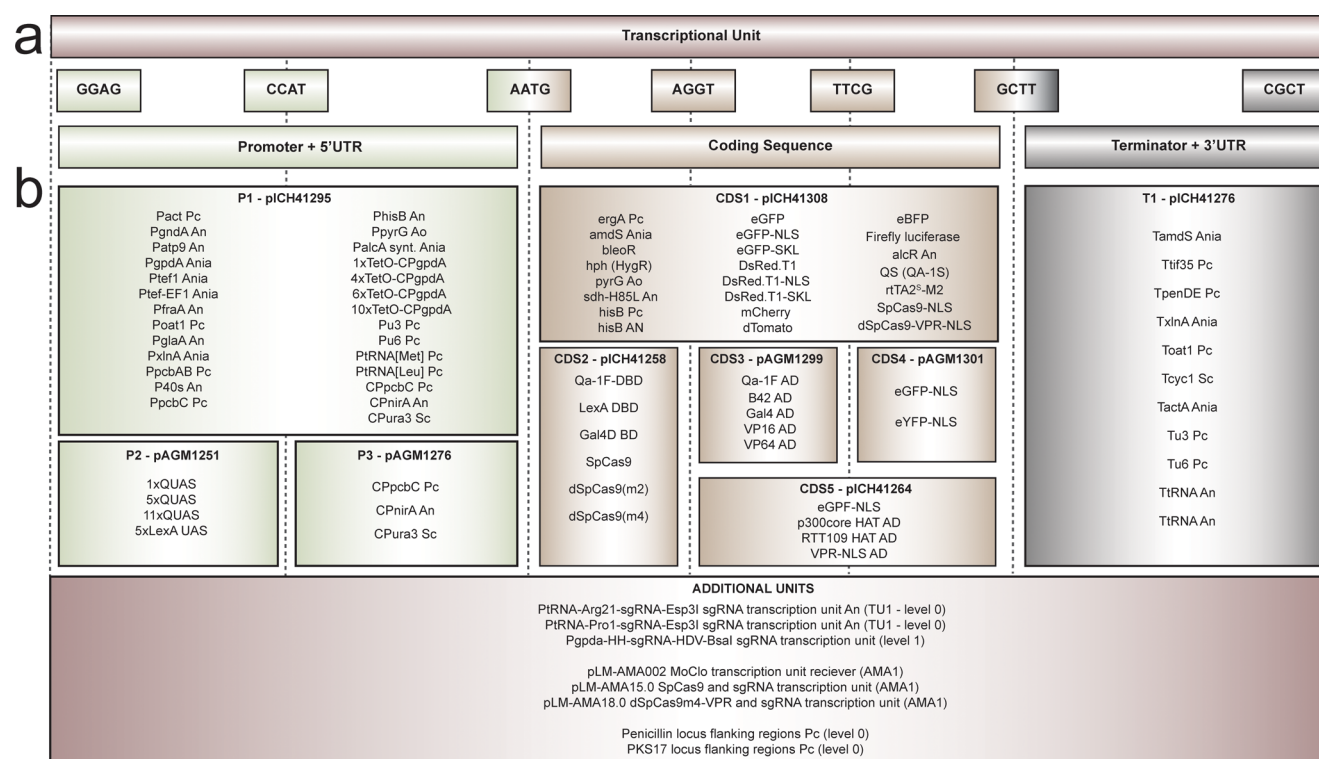 a
Transcriptional Unit
GGAG
CCAT
AATG
AGGT
TTCG
GCTT
CGCT
Promoter + 5'UTR
Coding Sequence
Terminator + 3'UTR
b
P1 - pICH41295
Pact Pc
PgndA An
Patp9 An
PgpdA Ania
Ptef1 Ania
Ptef-EF1 Ania
PfraA An
Poat1 Pc
PglaA An
PxlnA Ania
PpcbAB Pc
P40s An
PpcbC Pc
PhisB An
PpyrG Ao
PalcA synt. Ania
1xTetO-CPgpdA
4xTetO-CPgpdA
6xTetO-CPgpdA
10xTetO-CPgpdA
Pu3 Pc
Pu6 Pc
PtRNA[Met] Pc
PtRNA[Leu] Pc
CPpcbC Pc
CPnirA An
CPura3 Sc
P2 - pAGM1251
1xQUAS
5xQUAS
11xQUAS
5xLexA UAS
P3 - pAGM1276
CPpcbC Pc
CPnirA An
CPura3 Sc
CDS1 - pICH41308
ergA Pc
amdS Ania
bleoR
hph (HygR)
pyrG Ao
sdh-H85L An
hisB Pc
hisB AN
eGFP
eGFP-NLS
eGFP-SKL
DsRed.T1
DsRed.T1-NLS
DsRed.T1-SKL
mCherry
dTomato
eBFP
Firefly luciferase
alcR An
QS (QA-1S)
rtTA2ˢ-M2
SpCas9-NLS
dSpCas9-VPR-NLS
CDS2 - pICH41258
Qa-1F-DBD
LexA DBD
Gal4D BD
SpCas9
dSpCas9(m2)
dSpCas9(m4)
CDS3 - pAGM1299
Qa-1F AD
B42 AD
Gal4 AD
VP16 AD
VP64 AD
CDS4 - pAGM1301
eGFP-NLS
eYFP-NLS
CDS5 - pICH41264
eGPF-NLS
p300core HAT AD
RTT109 HAT AD
VPR-NLS AD
T1 - pICH41276
TamdS Ania
Ttif35 Pc
TpenDE Pc
TxlnA Ania
Toat1 Pc
Tcyc1 Sc
TactA Ania
Tu3 Pc
Tu6 Pc
TtRNA An
TtRNA An
ADDITIONAL UNITS
PtRNA-Arg21-sgRNA-Esp3I sgRNA transcription unit An (TU1 - level 0)
PtRNA-Pro1-sgRNA-Esp3I sgRNA transcription unit An (TU1 - level 0)
Pgpda-HH-sgRNA-HDV-BsaI sgRNA transcription unit (level 1)
pLM-AMA002 MoClo transcription unit reciever (AMA1)
pLM-AMA15.0 SpCas9 and sgRNA transcription unit (AMA1)
pLM-AMA18.0 dSpCas9m4-VPR and sgRNA transcription unit (AMA1)
Penicillin locus flanking regions Pc (level 0)
PKS17 locus flanking regions Pc (level 0)